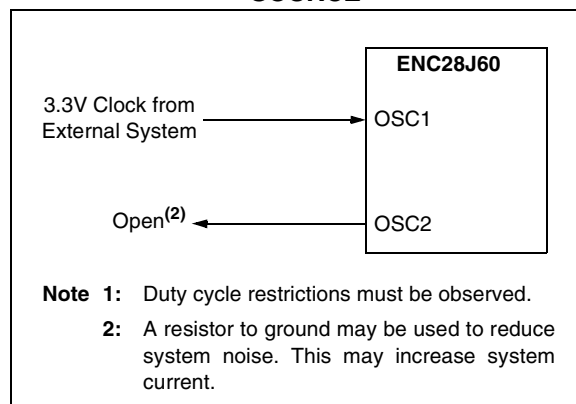 ENC28J60
3.3V Clock from
External System
OSC1
Open(2)
OSC2
Note 1: Duty cycle restrictions must be observed.
2: A resistor to ground may be used to reduce
system noise. This may increase system
current.